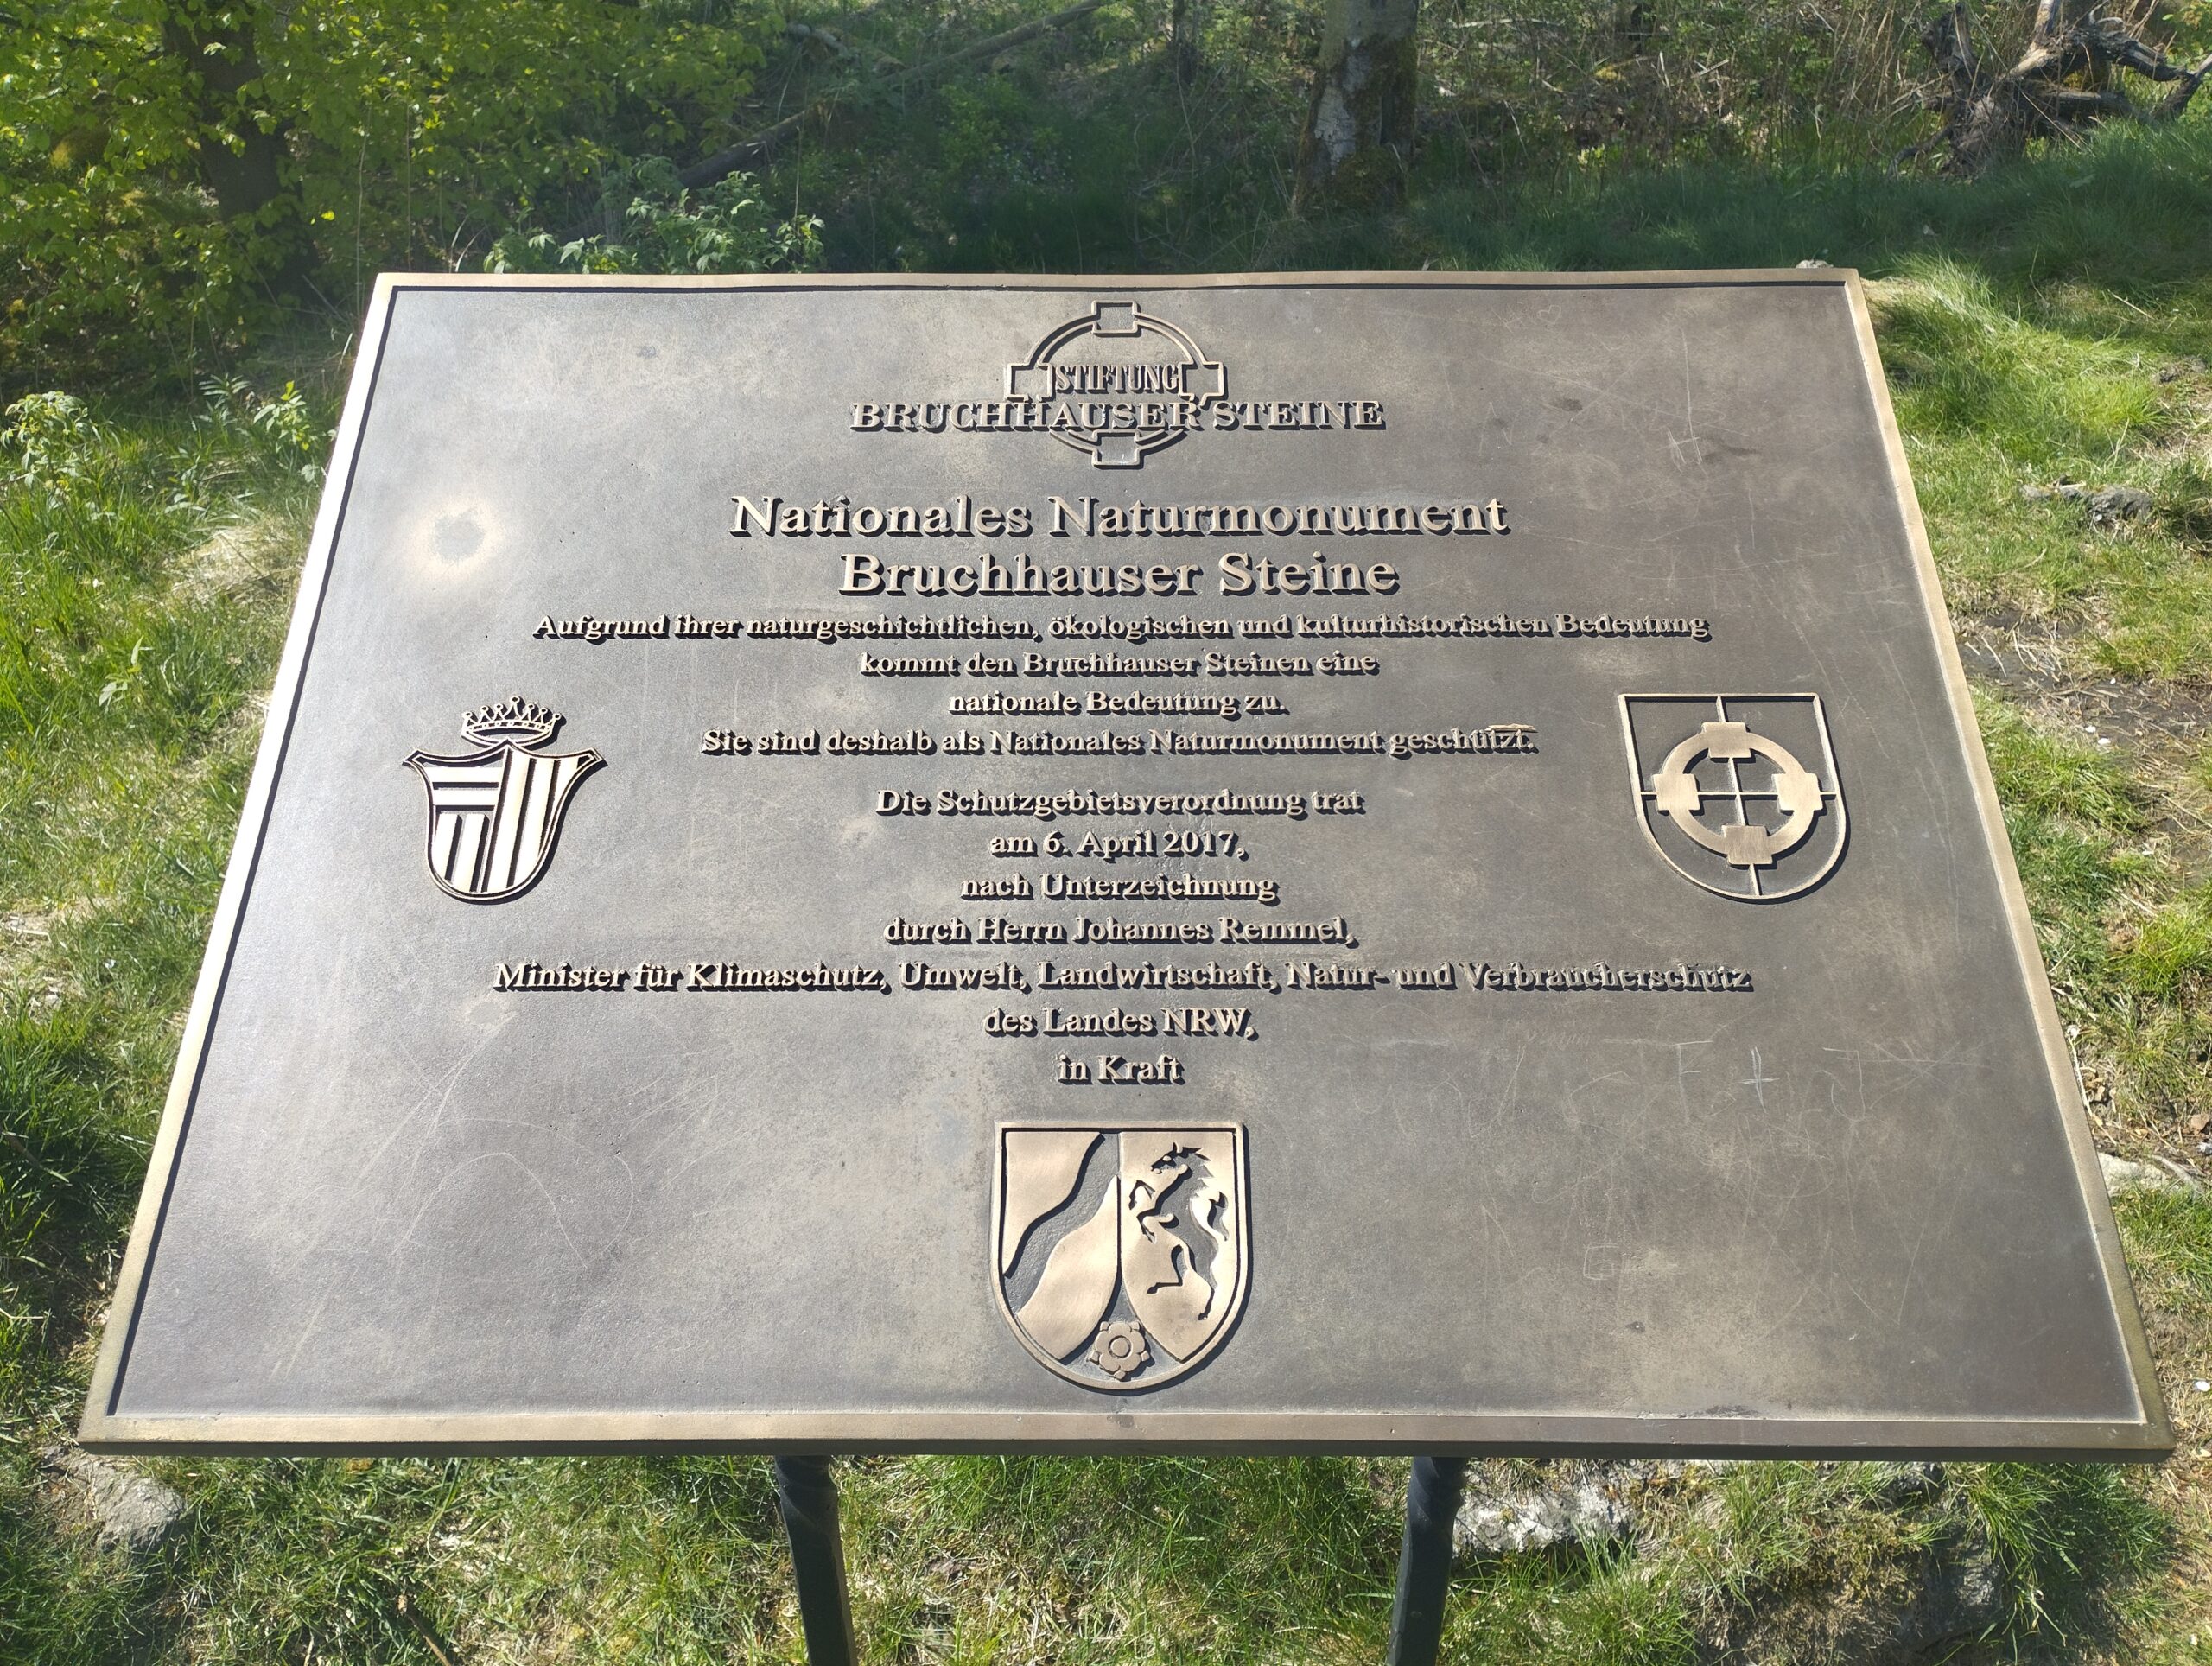 STIFTUNG
BRUCHHAUSER STEINE
Nationales Naturmonument
Bruchhauser Steine
Aufgrund ihrer naturgeschichtlichen, ökologischen und kulturhistorischen Bedeutung
kommt den Bruchhauser Steinen eine
nationale Bedeutung zu.
Sie sind deshalb als Nationales Naturmonument geschützt.
Die Schutzgebietsverordnung trat
am 6. April 2017,
nach Unterzeichnung
durch Herrn Johannes Remmel,
Minister für Klimaschutz, Umwelt, Landwirtschaft, Natur- und Verbraucherschutz
des Landes NRW,
in Kraft